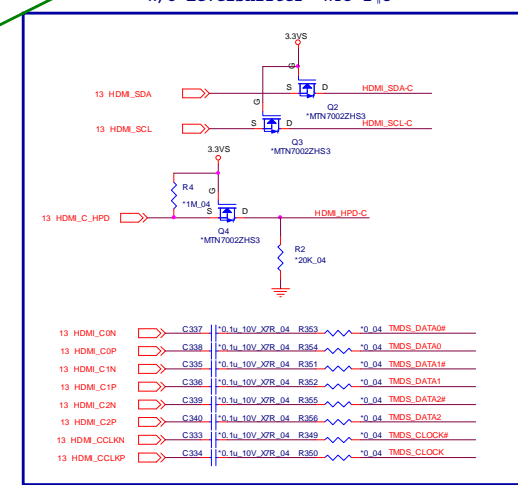 3.3VS
G
13 HDMI_SDA S D HDMI_SDA-C
Q2
*MTN7002ZHS3
G
13 HDMI_SCL S D HDMI_SCL-C
Q3
*MTN7002ZHS3
3.3VS
R4
*1M_04
G
13 HDMI_C_HPD S D HDMI_HPD-C
Q4
*MTN7002ZHS3
R2
*20K_04
13 HDMI_C0N C337 *0.1u_10V_X7R_04 R353 *0_04 TMDS_DATA0#
13 HDMI_C0P C338 *0.1u_10V_X7R_04 R354 *0_04 TMDS_DATA0
13 HDMI_C1N C335 *0.1u_10V_X7R_04 R351 *0_04 TMDS_DATA1#
13 HDMI_C1P C336 *0.1u_10V_X7R_04 R352 *0_04 TMDS_DATA1
13 HDMI_C2N C339 *0.1u_10V_X7R_04 R355 *0_04 TMDS_DATA2#
13 HDMI_C2P C340 *0.1u_10V_X7R_04 R356 *0_04 TMDS_DATA2
13 HDMI_CCLKN C333 *0.1u_10V_X7R_04 R349 *0_04 TMDS_CLOCK#
13 HDMI_CCLKP C334 *0.1u_10V_X7R_04 R350 *0_04 TMDS_CLOCK